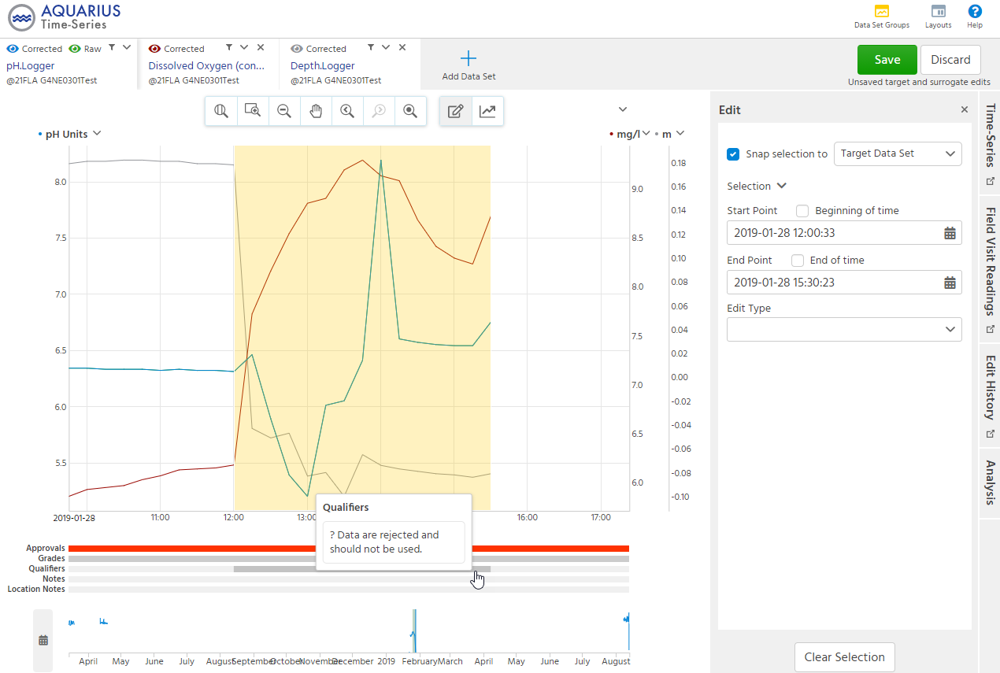 AQUARIUS
Time-Series
Data Set Groups
Layouts
Help
Corrected
Raw
pH.Logger
@21FLA G4NE0301Test
Corrected
Dissolved Oxygen (con...
@21FLA G4NE0301Test
Corrected
Depth.Logger
@21FLA G4NE0301Test
Add Data Set
Save
Discard
Unsaved target and surrogate edits
pH Units
mg/l
m
8.0
7.5
7.0
6.5
6.0
5.5
9.0
8.5
8.0
7.5
7.0
6.5
6.0
0.18
0.16
0.14
0.12
0.10
0.08
0.06
0.04
0.02
0.00
-0.02
-0.04
-0.06
-0.08
-0.10
2019-01-28
11:00
12:00
13:00
16:00
17:00
Qualifiers
? Data are rejected and
should not be used.
Approvals
Grades
Qualifiers
Notes
Location Notes
April
May
June
July
August
September
October
November
December
2019
February
March
April
May
June
July
August
Edit
Snap selection to
Target Data Set
Selection
Start Point
Beginning of time
2019-01-28 12:00:33
End Point
End of time
2019-01-28 15:30:23
Edit Type
Clear Selection
Time-Series
Field Visit Readings
Edit History
Analysis